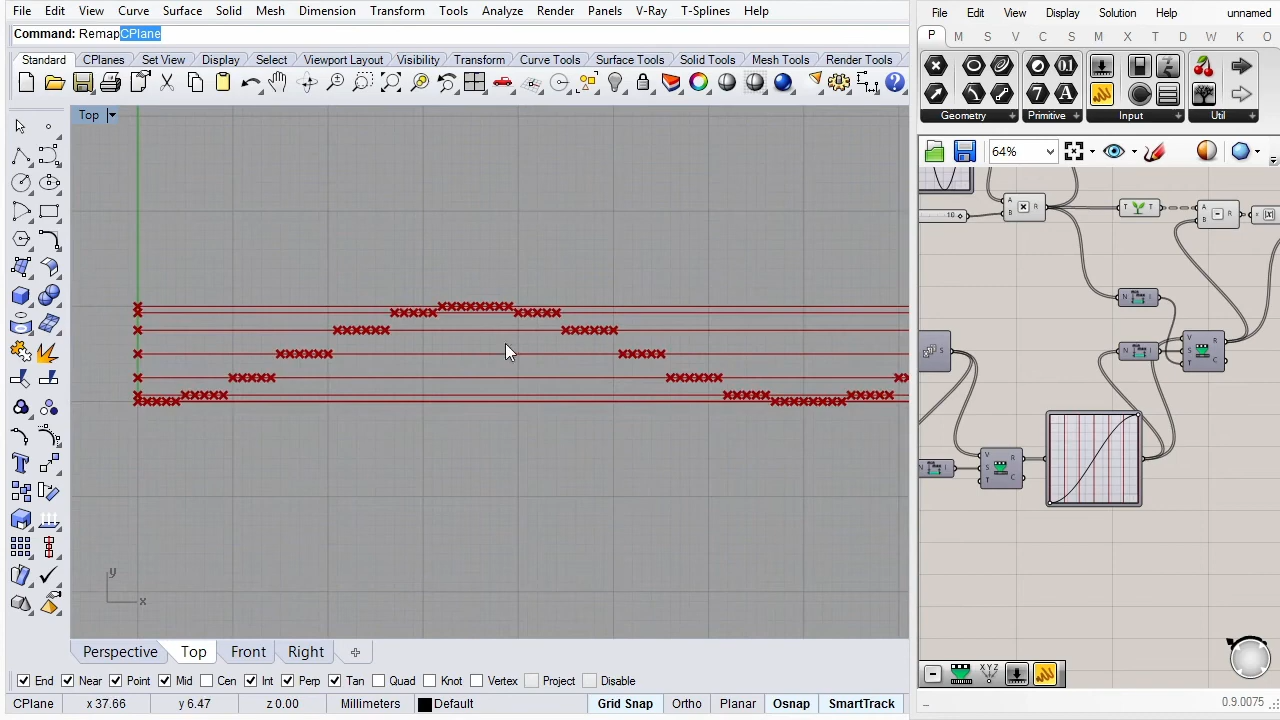 File Edit View Curve Surface Solid Mesh Dimension Transform Tools Analyze Render Panels V-Ray T-Splines Help
Command: RemapCPlane
Standard CPlanes Set View Display Select Viewport Layout Visibility Transform Curve Tools Surface Tools Solid Tools Mesh Tools Render Tools
Top
y
x
Perspective Top Front Right
End Near Point Mid Cen Int Perp Tan Quad Knot Vertex Project Disable
CPlane x 37.66 y 6.47 z 0.00 Millimeters Default Grid Snap Ortho Planar Osnap SmartTrack
File Edit View Display Solution Help unnamed
P M S V C S M X T D W K O
Geometry Primitive Input Util
64%
10
A B R
T T
A B R
N I
S
N I
V S T R C
N I
V S T R C
XYZ
0.9.0075